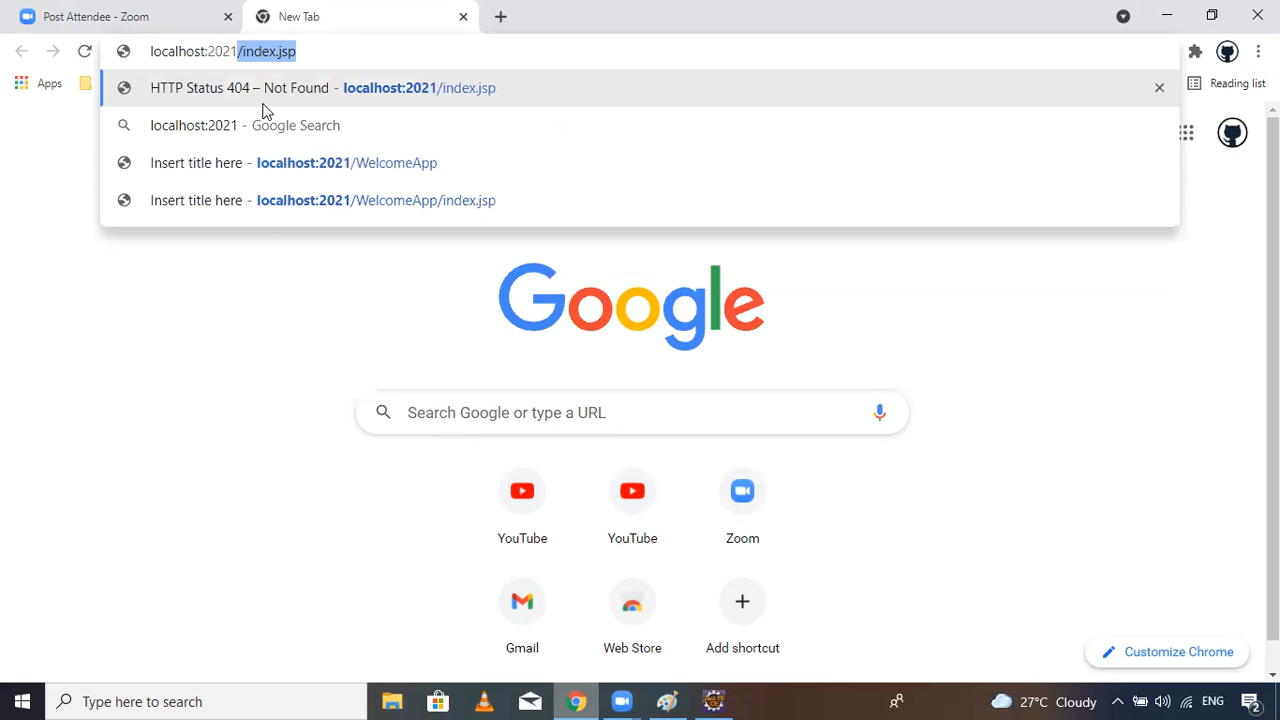 Post Attendee - Zoom
New Tab
localhost:2021/index.jsp
Apps
Reading list
HTTP Status 404 – Not Found - localhost:2021/index.jsp
localhost:2021 - Google Search
Insert title here - localhost:2021/WelcomeApp
Insert title here - localhost:2021/WelcomeApp/index.jsp
Google
Search Google or type a URL
YouTube
YouTube
Zoom
Gmail
Web Store
Add shortcut
Customize Chrome
Type here to search
27°C Cloudy
ENG
2